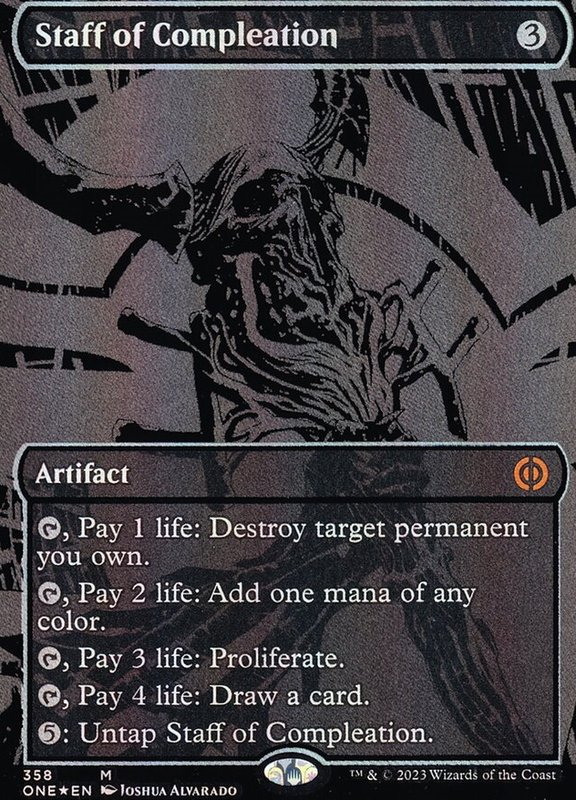 Staff of Compleation 3
Artifact
T, Pay 1 life: Destroy target permanent
you own.
T, Pay 2 life: Add one mana of any
color.
T, Pay 3 life: Proliferate.
T, Pay 4 life: Draw a card.
5: Untap Staff of Compleation.
358 M
ONE★EN Joshua Alvarado
™ & © 2023 Wizards of the Coast